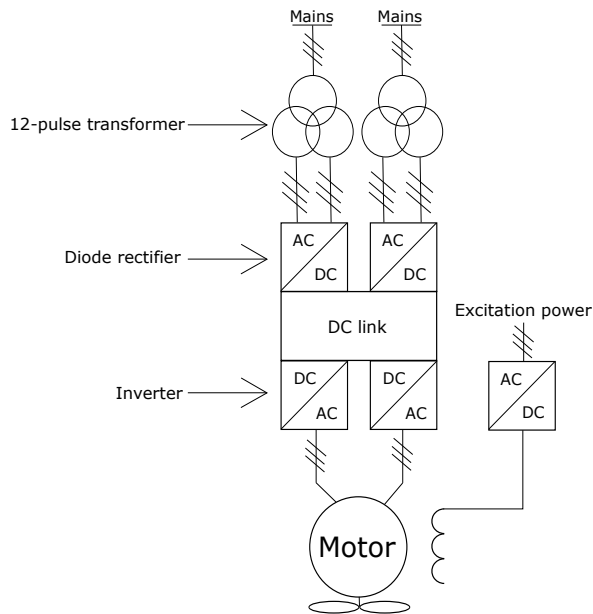 Mains
Mains
12-pulse transformer
AC
DC
AC
DC
Diode rectifier
DC link
Excitation power
DC
AC
DC
AC
Inverter
AC
DC
Motor